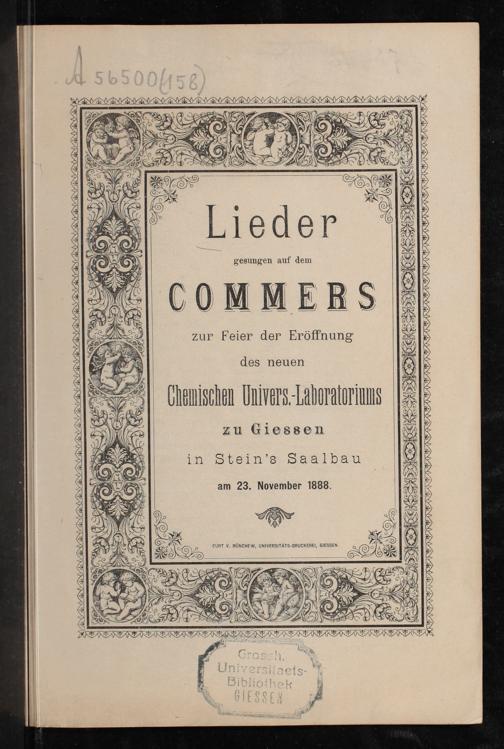 A 56500(158)
Lieder
gesungen auf dem
COMMERS
zur Feier der Eröffnung
des neuen
Chemischen Univers.-Laboratoriums
zu Giessen
in Stein's Saalbau
am 23. November 1888.
CURT V. MÜNCHOW, UNIVERSITÄTS-DRUCKEREI, GIESSEN.
Grossh.
Universitaets-
Bibliothek
GIESSEN